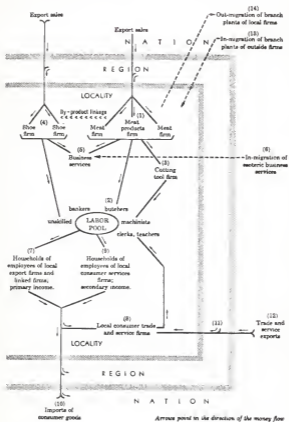 Export sales
Export sales
(14)
Out-migration of branch
plants of local firms
(15)
In-migration of branch
plants of outside firms
NATION
REGION
LOCALITY
By-product linkage
(4)
Shoe
firm
Shoe
firm
Meat
firm
(1)
Meat
products
firm
Meat
firm
(5)
Business
services
(3)
Cutting
tool firm
(6)
In-migration of
esoteric business
services
bankers
(2)
butchers
unskilled
LABOR
POOL
machinists
clerks, teachers
(7)
Households of
employees of local
export firms and
linked firms;
primary income.
(9)
Households of
employees of local
consumer services
firms;
secondary income.
(8)
Local consumer trade
and service firms
(11)
(12)
Trade and
service
exports
LOCALITY
REGION
(10)
Imports of
consumer goods
NATION
Arrows point in the direction of the money flow